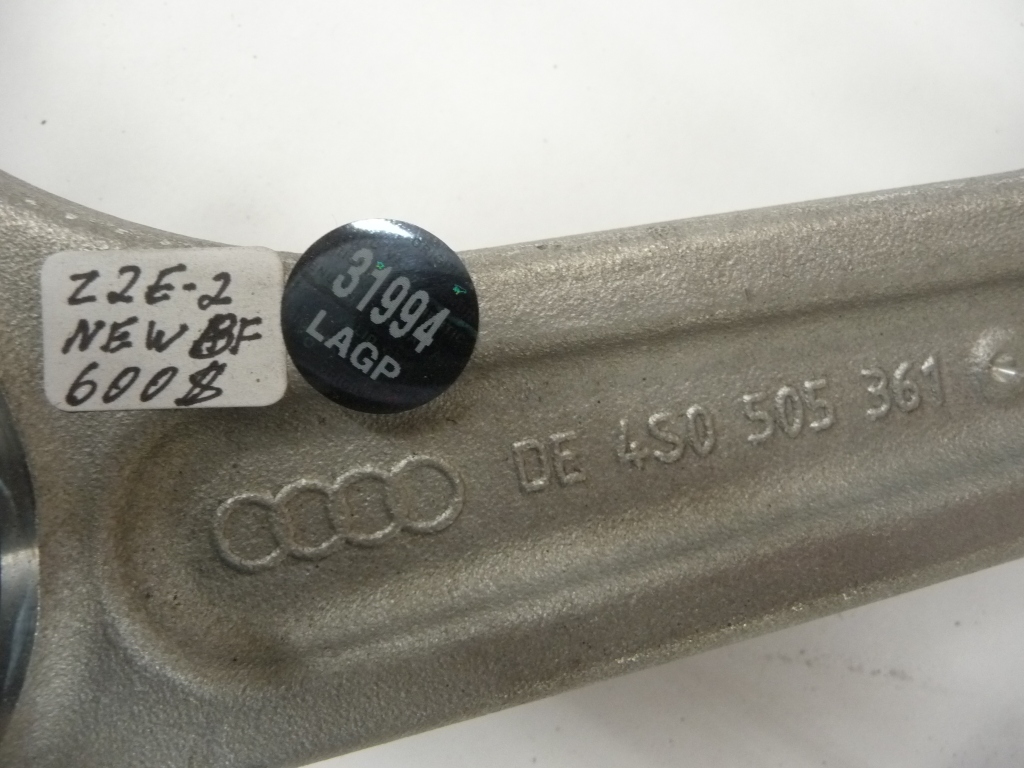 Z2E-2
NEW BF
600$
31994
LAGP
DE 4S0 505 361